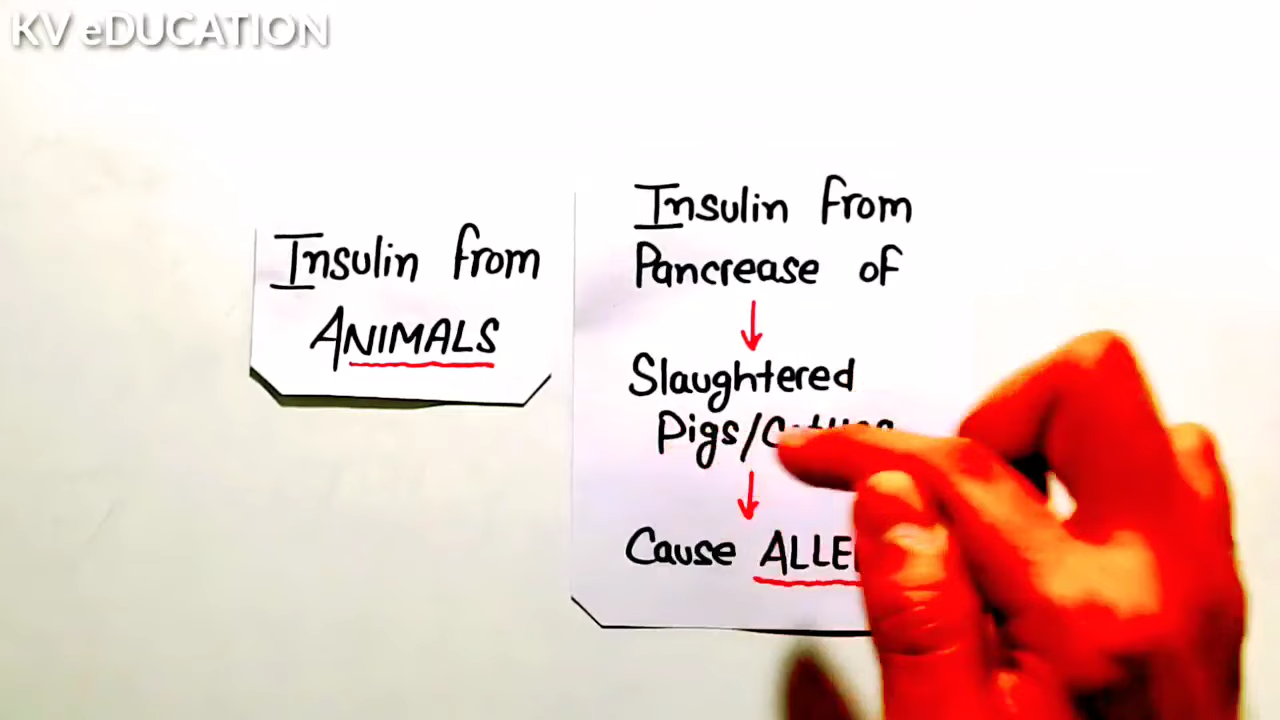 KV eDUCATION
Insulin from
ANIMALS
Insulin from
Pancrease of
Slaughtered
Pigs/
Cause